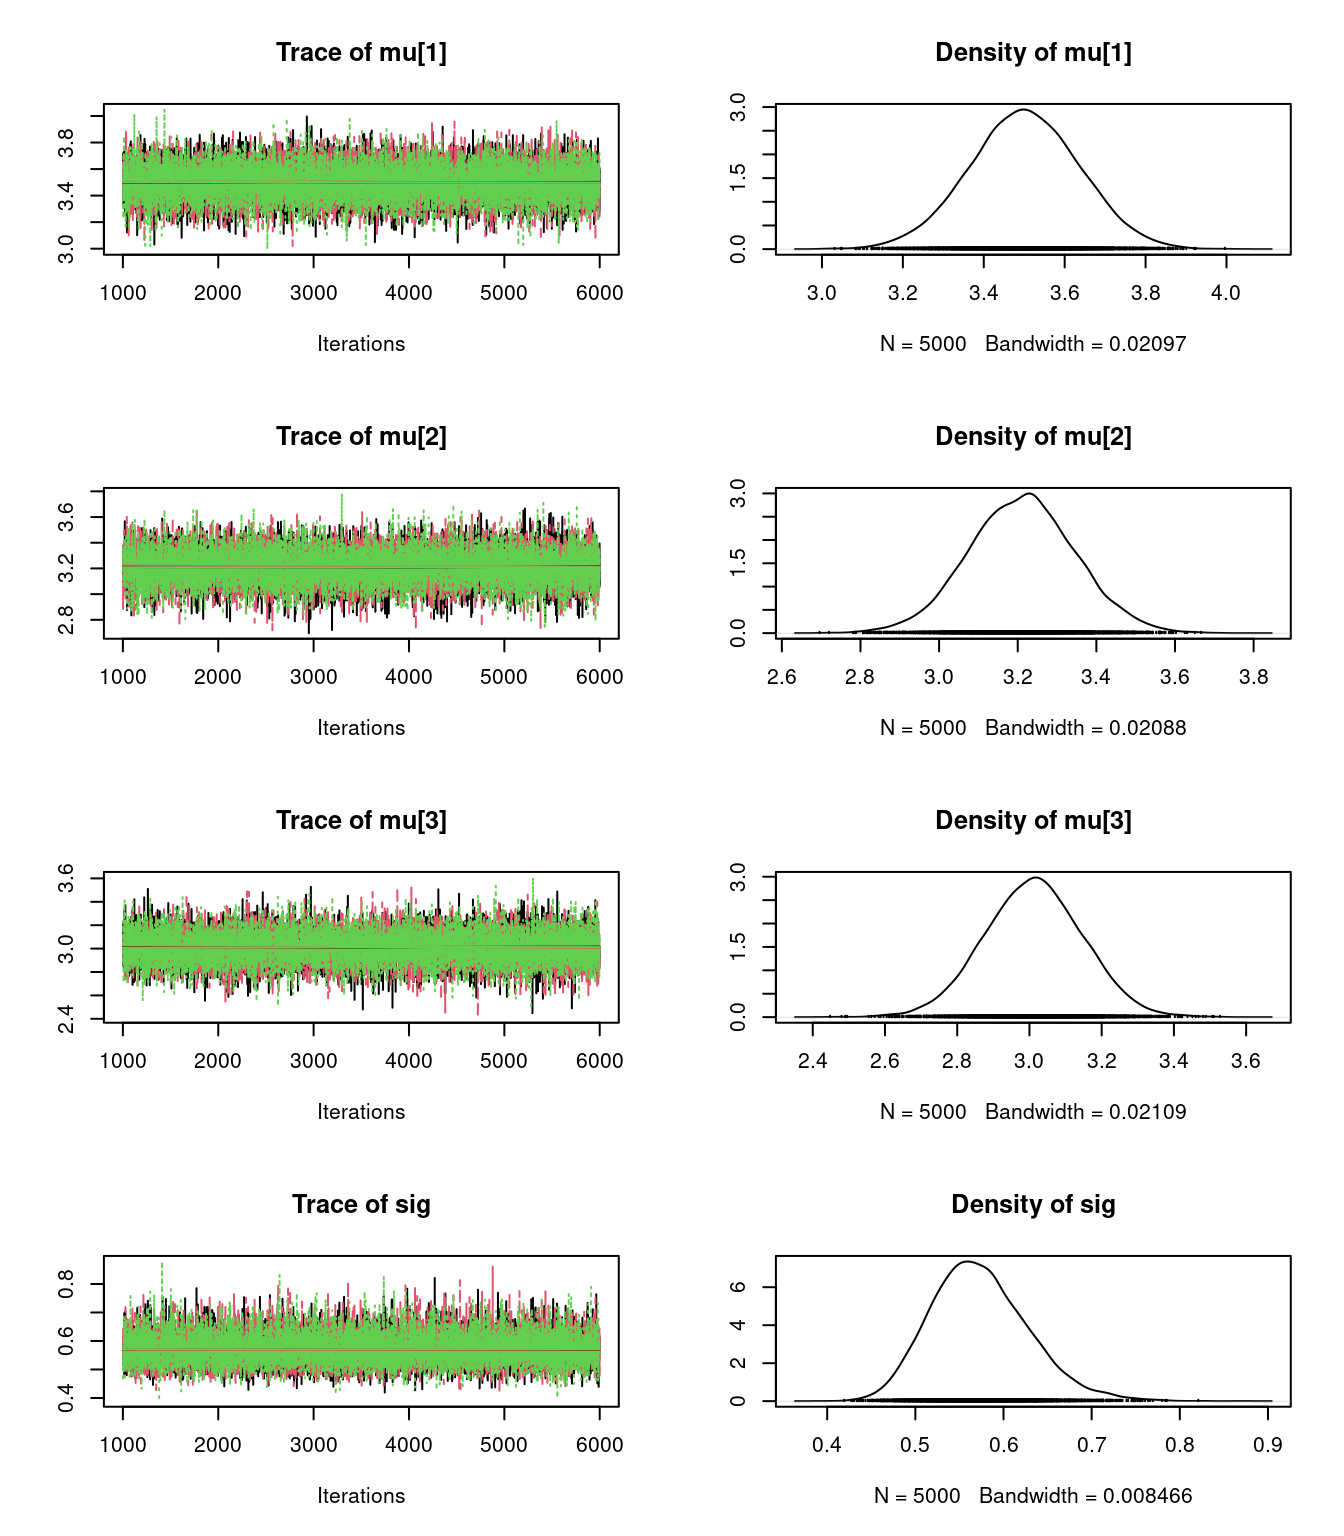 Trace of mu[1]
3.0 3.4 3.8
1000 2000 3000 4000 5000 6000
Iterations
Density of mu[1]
0.0 1.5 3.0
3.0 3.2 3.4 3.6 3.8 4.0
N = 5000 Bandwidth = 0.02097
Trace of mu[2]
2.8 3.2 3.6
1000 2000 3000 4000 5000 6000
Iterations
Density of mu[2]
0.0 1.5 3.0
2.6 2.8 3.0 3.2 3.4 3.6 3.8
N = 5000 Bandwidth = 0.02088
Trace of mu[3]
2.4 3.0 3.6
1000 2000 3000 4000 5000 6000
Iterations
Density of mu[3]
0.0 1.5 3.0
2.4 2.6 2.8 3.0 3.2 3.4 3.6
N = 5000 Bandwidth = 0.02109
Trace of sig
0.4 0.6 0.8
1000 2000 3000 4000 5000 6000
Iterations
Density of sig
0 2 4 6
0.4 0.5 0.6 0.7 0.8 0.9
N = 5000 Bandwidth = 0.008466